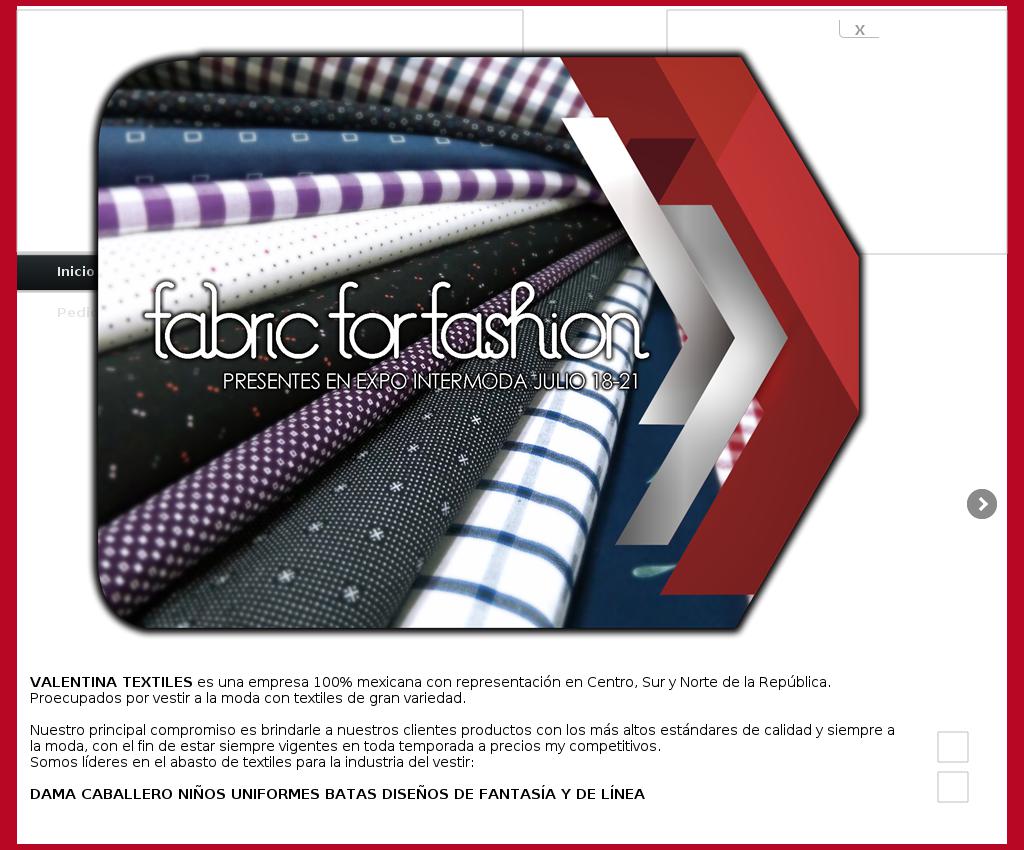 X
Inicio
Pedi
fabric for fashion
PRESENTES EN EXPO INTERMODA JULIO 18-21
VALENTINA TEXTILES es una empresa 100% mexicana con representación en Centro, Sur y Norte de la República.
Proecupados por vestir a la moda con textiles de gran variedad.
Nuestro principal compromiso es brindarle a nuestros clientes productos con los más altos estándares de calidad y siempre a
la moda, con el fin de estar siempre vigentes en toda temporada a precios my competitivos.
Somos líderes en el abasto de textiles para la industria del vestir:
DAMA CABALLERO NIÑOS UNIFORMES BATAS DISEÑOS DE FANTASÍA Y DE LÍNEA